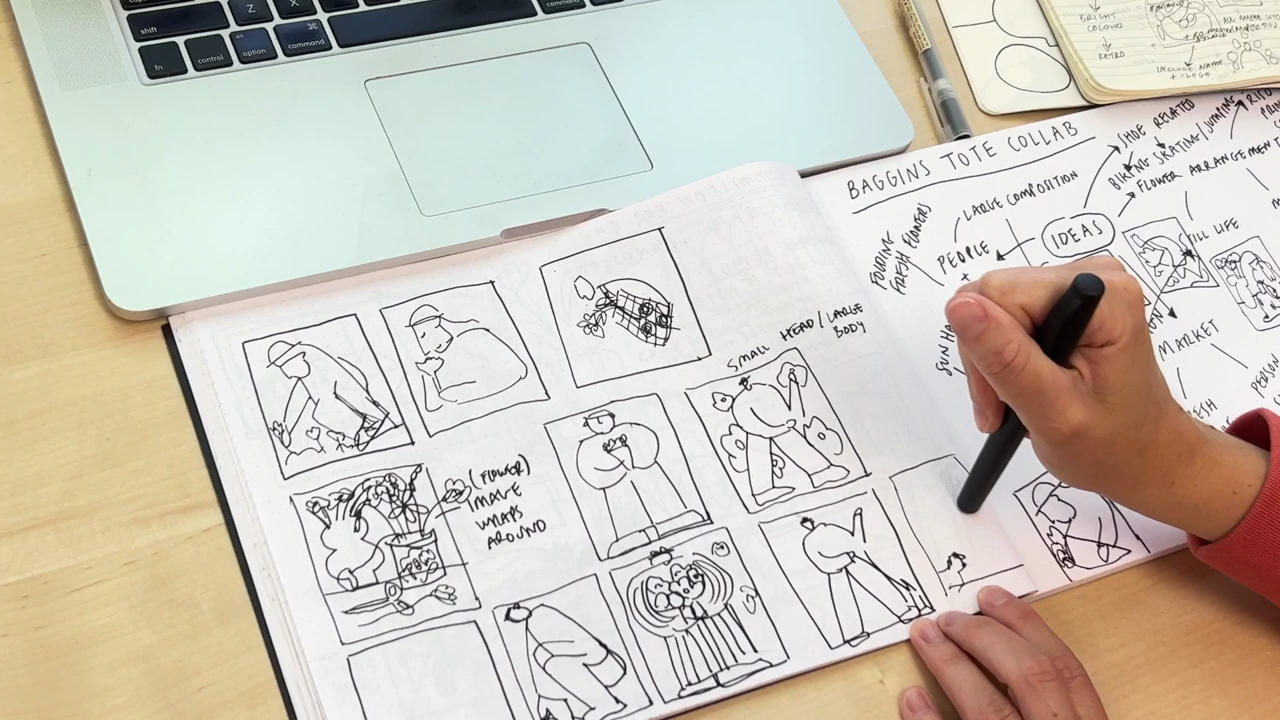 shift
Z
X
fn
control
option
⌘
command
command
BRIGHT
COLOURS
RETRO
INCLUDE NAME
+ LOGO
BAGGINS TOTE COLLAB
SHOE RELATED
BIKING SKATING/JUMPING
FLOWER ARRANGEMENT
LARGE COMPOSITION
IDEAS
PEOPLE
+
FRESH FLOWERS
STILL LIFE
MARKET
PERSON
SMALL HEAD/LARGE
BODY
(FLOWER)
IMAGE
WRAPS
AROUND